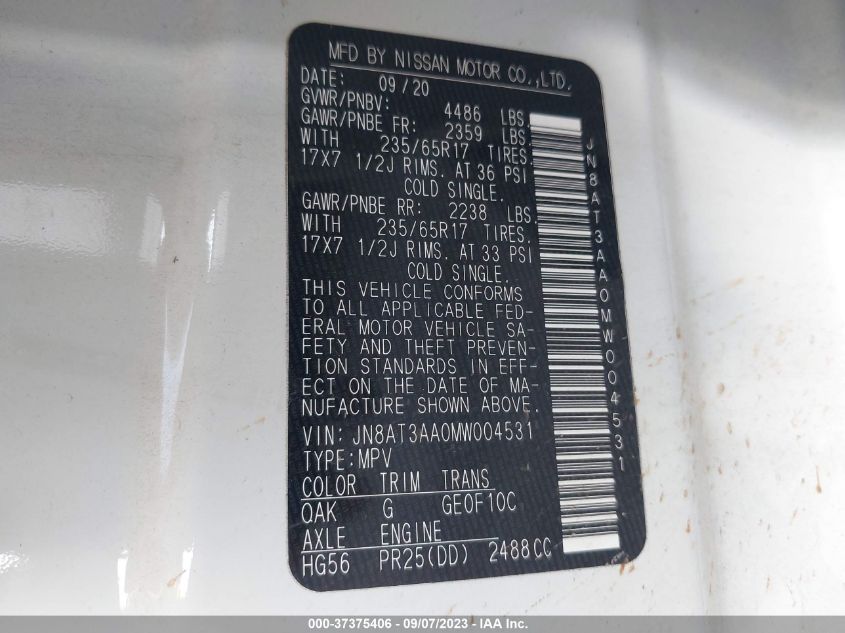 MFD BY NISSAN MOTOR CO.,LTD.
DATE: 09/20
GVWR/PNBV: 4486 LBS
GAWR/PNBE FR: 2359 LBS.
WITH 235/65R17 TIRES.
17X7 1/2J RIMS. AT 36 PSI
COLD SINGLE.
GAWR/PNBE RR: 2238 LBS.
WITH 235/65R17 TIRES.
17X7 1/2J RIMS. AT 33 PSI
COLD SINGLE.
THIS VEHICLE CONFORMS
TO ALL APPLICABLE FED-
ERAL MOTOR VEHICLE SA-
FETY AND THEFT PREVEN-
TION STANDARDS IN EFF-
ECT ON THE DATE OF MA-
NUFACTURE SHOWN ABOVE.
VIN: JN8AT3AA0MW004531
TYPE:MPV
COLOR TRIM TRANS
QAK G GE0F10C
AXLE ENGINE
HG56 PR25(DD) 2488CC
JN8AT3AA0MW004531
000-37375406 - 09/07/2023 - IAAI.com